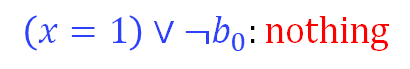 (𝑥 = 1) ∨ ¬𝑏₀: nothing